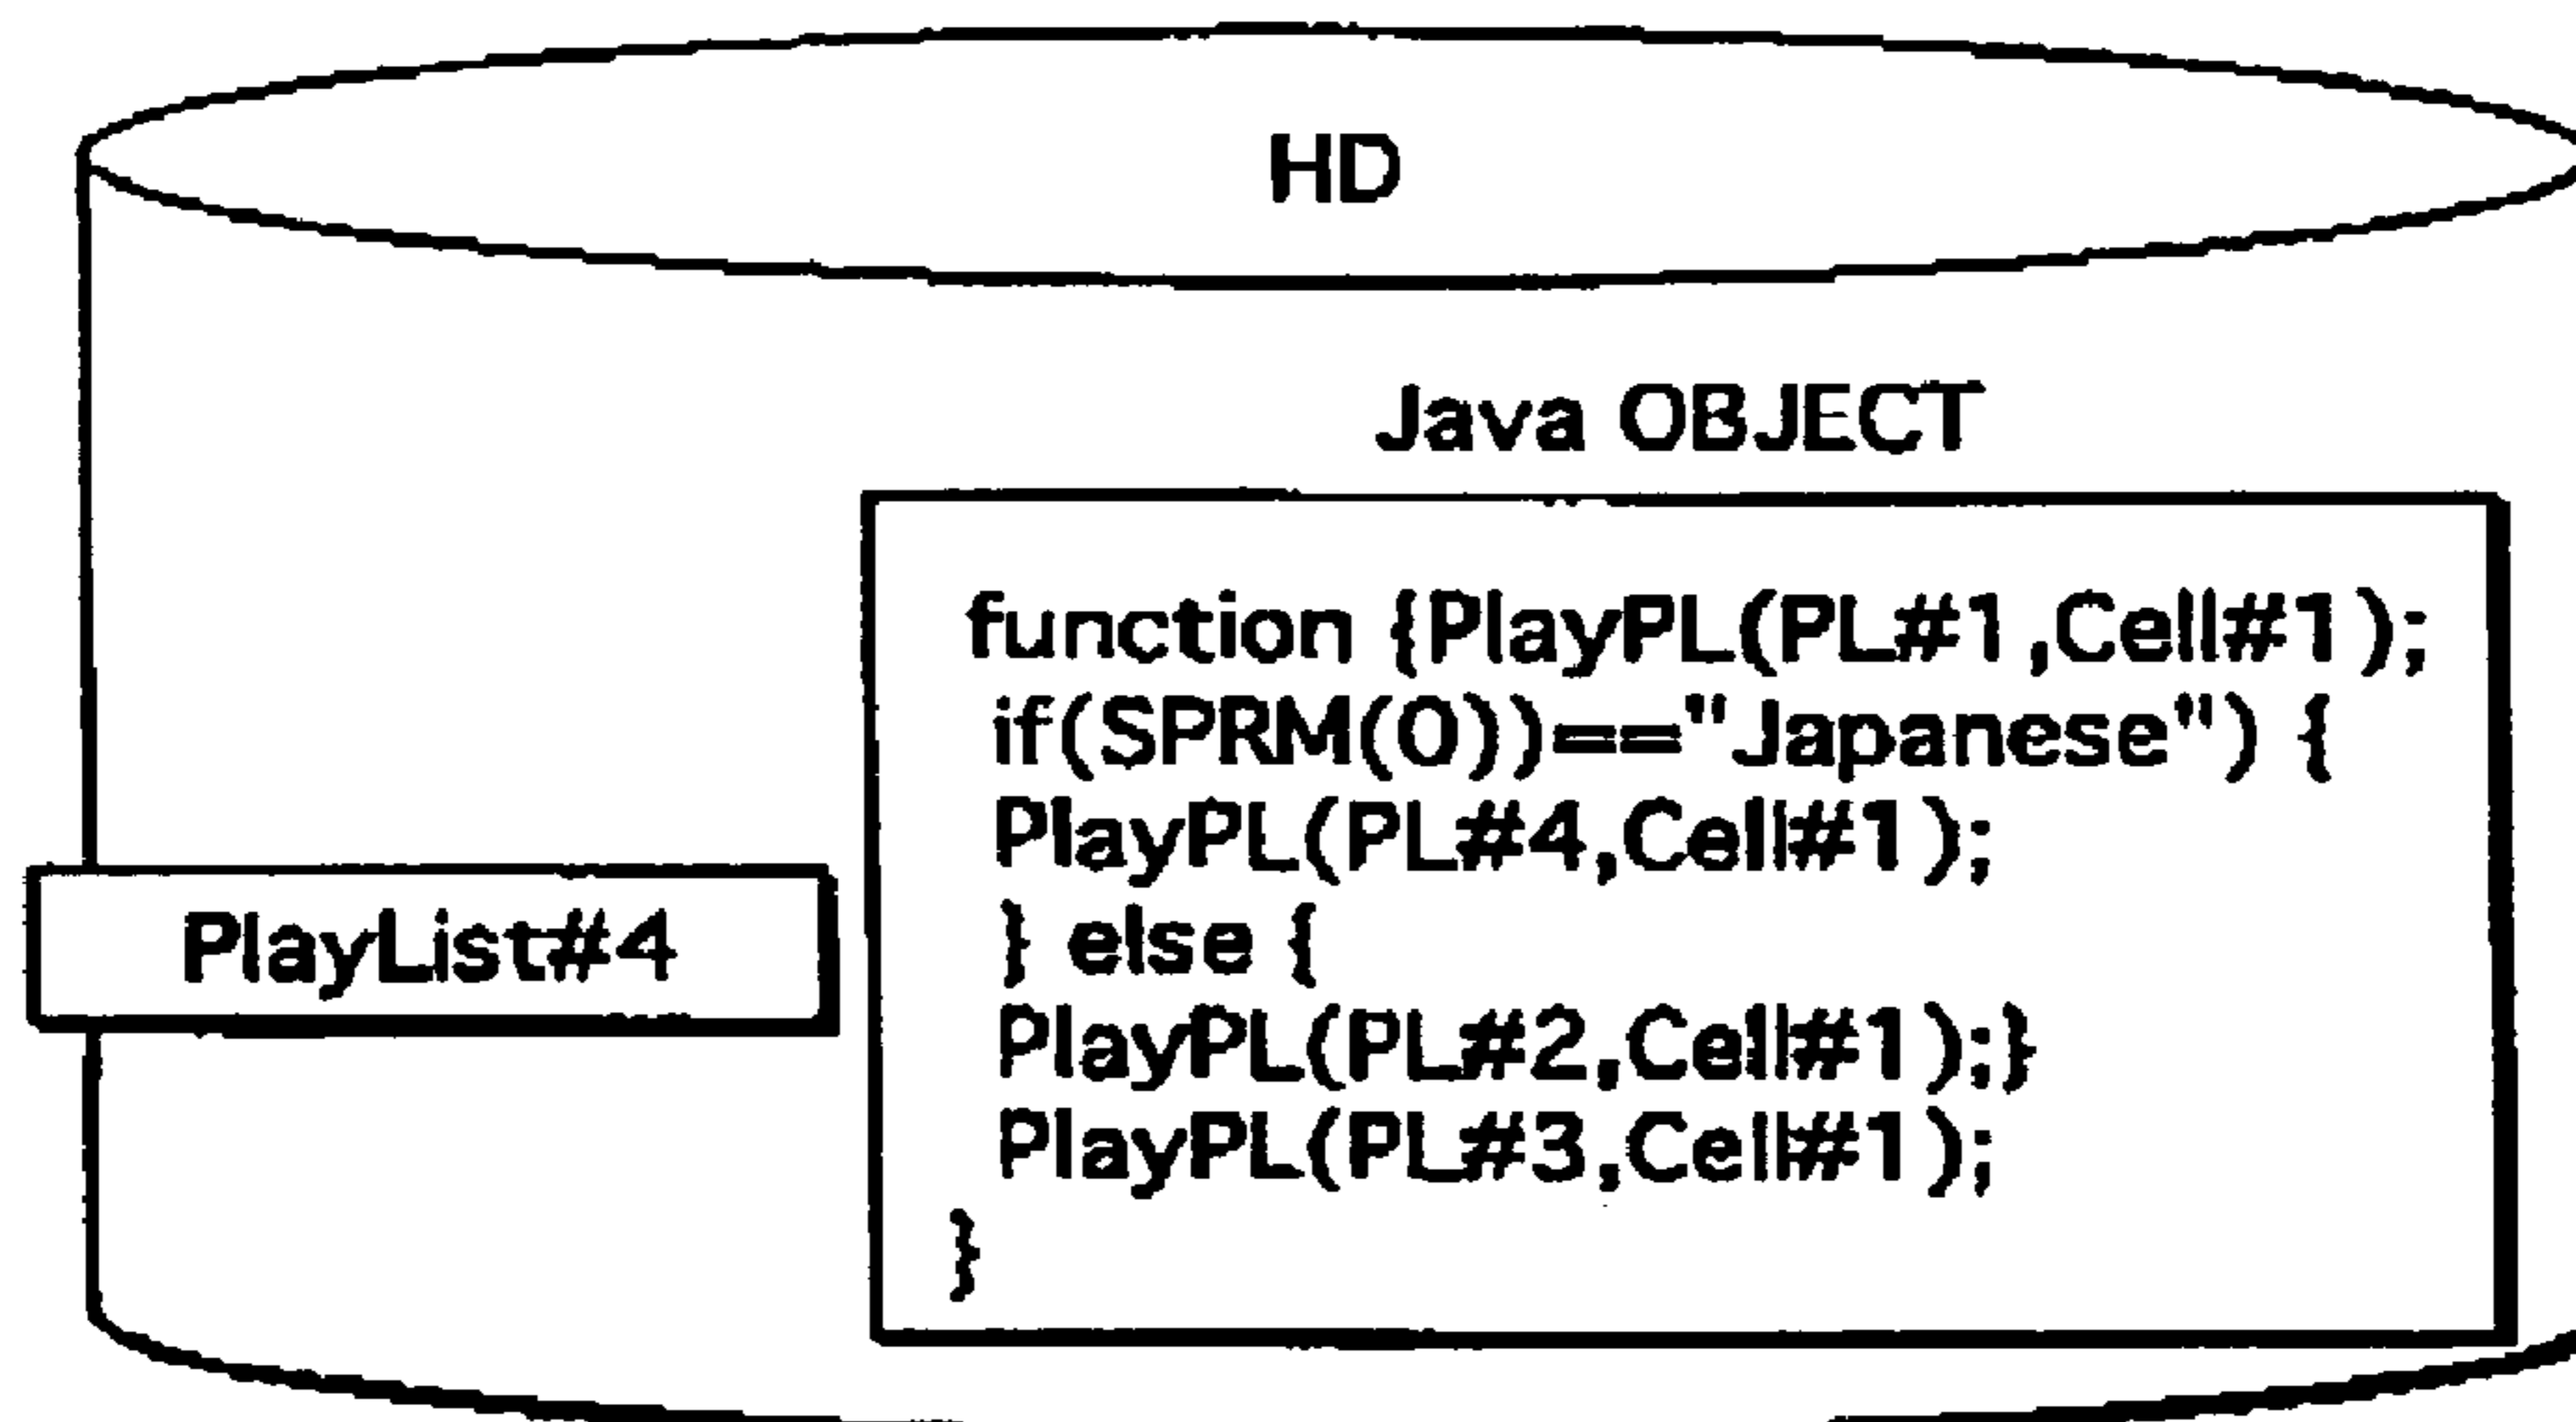 HD
Java OBJECT
function {PlayPL(PL#1,Cell#1);
if(SPRM(0))=="Japanese") {
PlayPL(PL#4,Cell#1);
} else {
PlayPL(PL#2,Cell#1);}
PlayPL(PL#3,Cell#1);
}
PlayList#4